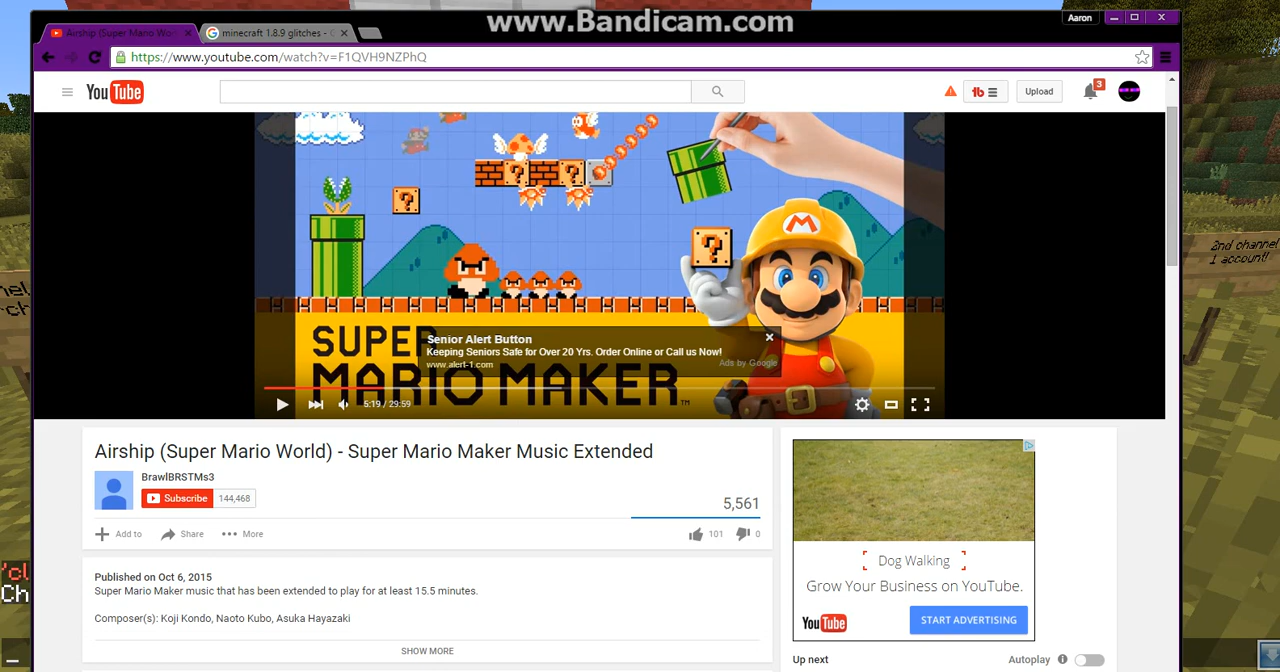 www.Bandicam.com
Aaron
Airship (Super Mario Wo
minecraft 1.8.9 glitches -
https://www.youtube.com/watch?v=F1QVH9NZPhQ
YouTube
Upload
3
SUPER
MARIO MAKER™
Senior Alert Button
Keeping Seniors Safe for Over 20 Yrs. Order Online or Call us Now!
www.alert-1.com
Ads by Google
5:19 / 29:59
2nd channel
1 account!
Airship (Super Mario World) - Super Mario Maker Music Extended
BrawlBRSTMs3
Subscribe 144,468
5,561
Add to Share More
101 0
Published on Oct 6, 2015
Super Mario Maker music that has been extended to play for at least 15.5 minutes.
Composer(s): Koji Kondo, Naoto Kubo, Asuka Hayazaki
SHOW MORE
Dog Walking
Grow Your Business on YouTube.
YouTube
START ADVERTISING
Up next
Autoplay
'cl
Ch